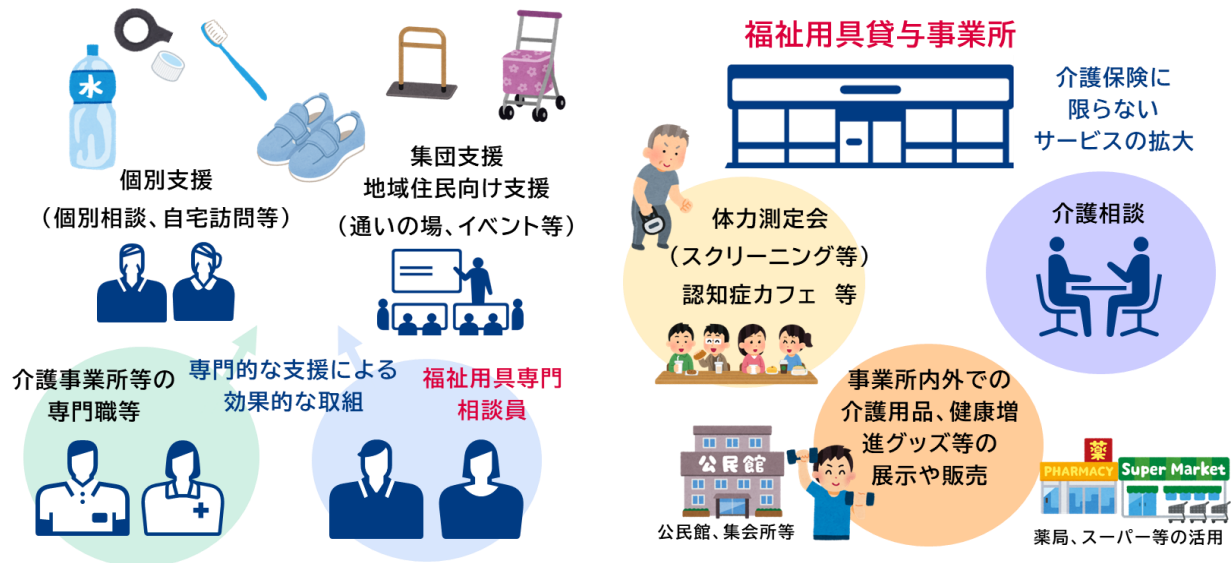 水
個別支援
（個別相談、自宅訪問等）
集団支援
地域住民向け支援
（通いの場、イベント等）
専門的な支援による
効果的な取組
介護事業所等の
専門職等
福祉用具専門
相談員
福祉用具貸与事業所
介護保険に
限らない
サービスの拡大
体力測定会
（スクリーニング等）
認知症カフェ 等
介護相談
事業所内外での
介護用品、健康増
進グッズ等の
展示や販売
公民館
公民館、集会所等
薬
PHARMACY
Super Market
薬局、スーパー等の活用